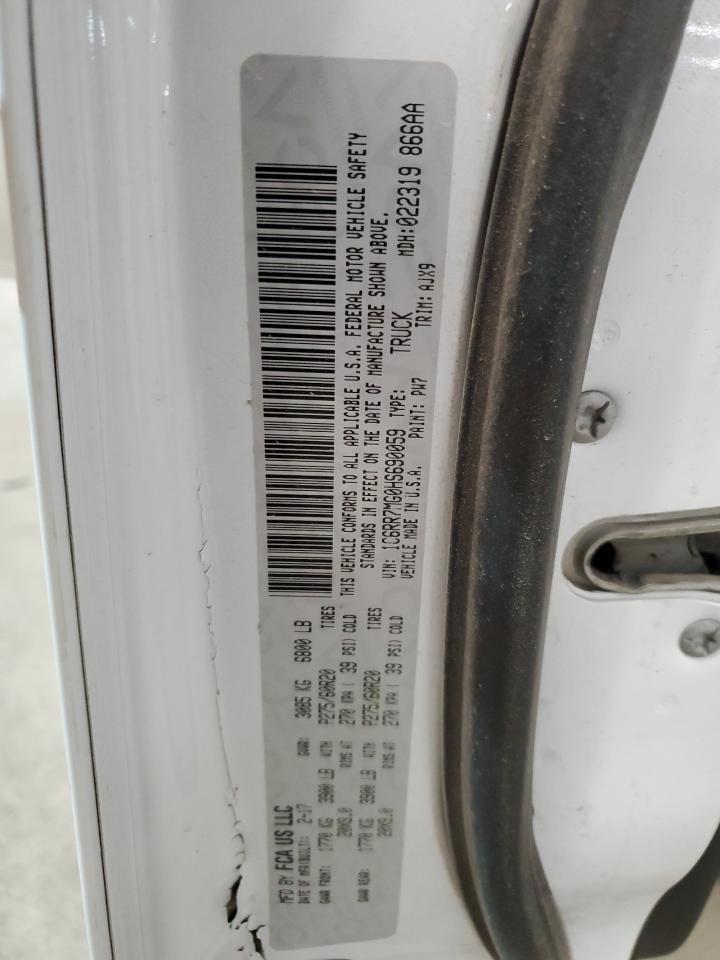 MFD BY FCA US LLC
DATE OF MFR(BUILT): 2-17 GVWR: 3085 KG 6800 LB
GAWR FRONT: 1770 KG 3900 LB WITH P275/60R20 TIRES
20X9.0 RIMS AT 270 KPA ( 39 PSI) COLD
GAWR REAR: 1770 KG 3900 LB WITH P275/60R20 TIRES
20X9.0 RIMS AT 270 KPA ( 39 PSI) COLD
THIS VEHICLE CONFORMS TO ALL APPLICABLE U.S.A. FEDERAL MOTOR VEHICLE SAFETY
STANDARDS IN EFFECT ON THE DATE OF MANUFACTURE SHOWN ABOVE.
VIN: 1C6RR7MG0HS690059 TYPE: TRUCK MDH:022319 866AA
VEHICLE MADE IN U.S.A. PAINT: PW7 TRIM: AJX9